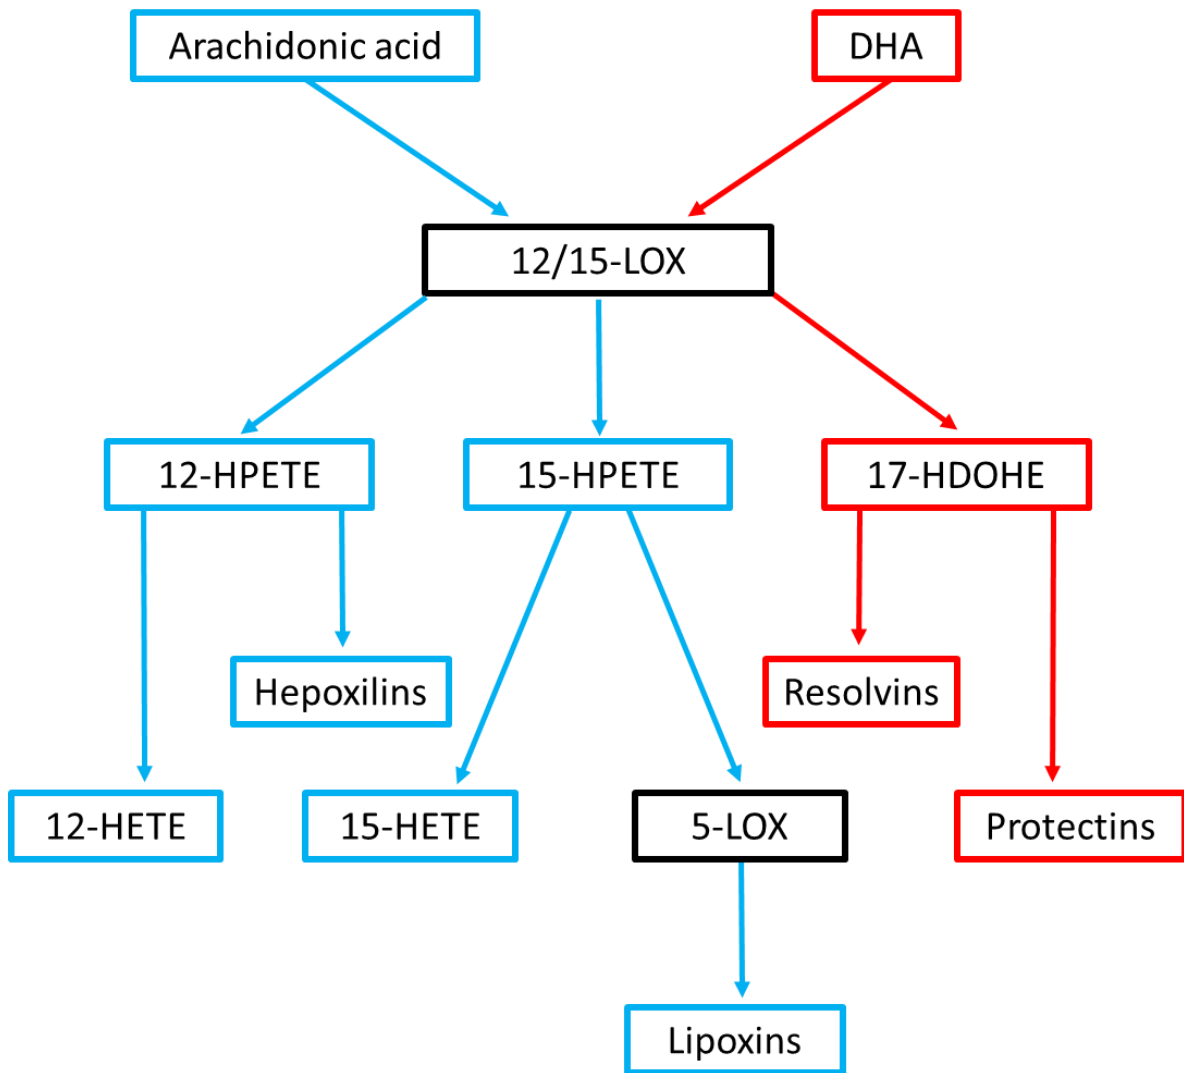 Arachidonic acid
DHA
12/15-LOX
12-HPETE
15-HPETE
17-HDOHE
Hepoxilins
Resolvins
12-HETE
15-HETE
5-LOX
Protectins
Lipoxins